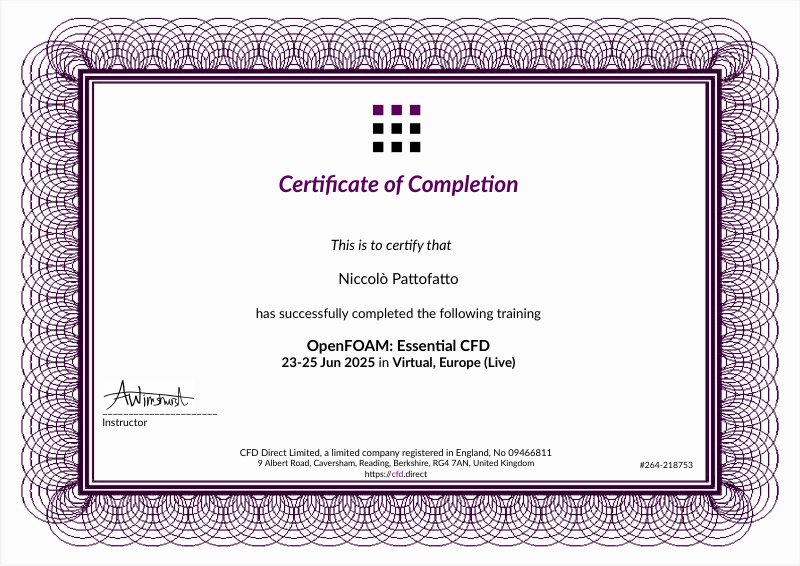 Certificate of Completion
This is to certify that
Niccolò Pattofatto
has successfully completed the following training
OpenFOAM: Essential CFD
23-25 Jun 2025 in Virtual, Europe (Live)
Instructor
CFD Direct Limited, a limited company registered in England, No 09466811
9 Albert Road, Caversham, Reading, Berkshire, RG4 7AN, United Kingdom
https://cfd.direct
#264-218753